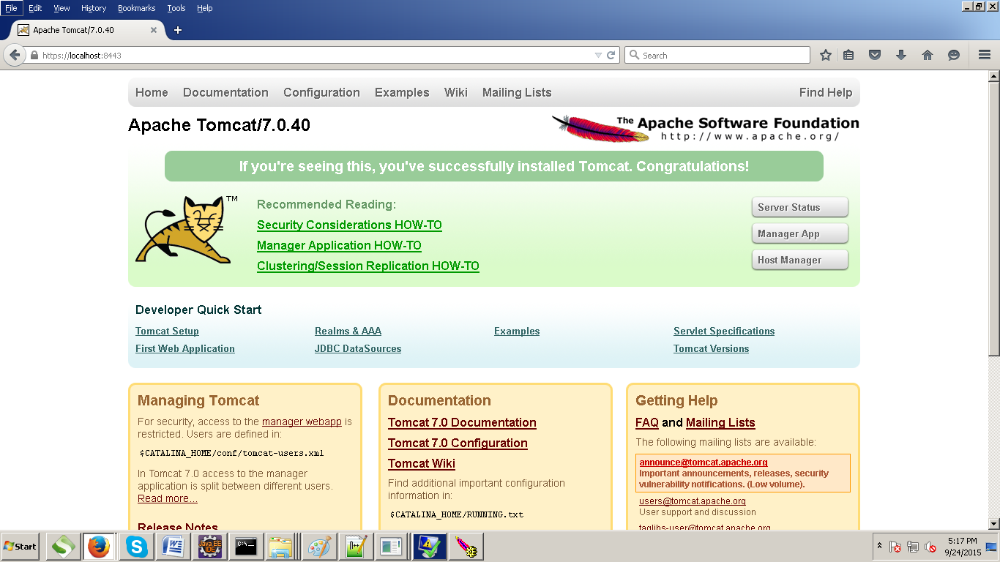 File Edit View History Bookmarks Tools Help
Apache Tomcat/7.0.40
https://localhost:8443
Search
Home Documentation Configuration Examples Wiki Mailing Lists Find Help
Apache Tomcat/7.0.40
The Apache Software Foundation
http://www.apache.org/
If you're seeing this, you've successfully installed Tomcat. Congratulations!
TM
Recommended Reading:
Security Considerations HOW-TO
Manager Application HOW-TO
Clustering/Session Replication HOW-TO
Server Status
Manager App
Host Manager
Developer Quick Start
Tomcat Setup Realms & AAA Examples Servlet Specifications
First Web Application JDBC DataSources Tomcat Versions
Managing Tomcat
For security, access to the manager webapp is
restricted. Users are defined in:
$CATALINA_HOME/conf/tomcat-users.xml
In Tomcat 7.0 access to the manager
application is split between different users.
Read more...
Release Notes
Documentation
Tomcat 7.0 Documentation
Tomcat 7.0 Configuration
Tomcat Wiki
Find additional important configuration
information in:
$CATALINA_HOME/RUNNING.txt
Getting Help
FAQ and Mailing Lists
The following mailing lists are available:
announce@tomcat.apache.org
Important announcements, releases, security
vulnerability notifications. (Low volume).
users@tomcat.apache.org
User support and discussion
taglibs-user@tomcat.apache.org
Start
Java EE
IDE
C:\_
5:17 PM
9/24/2015